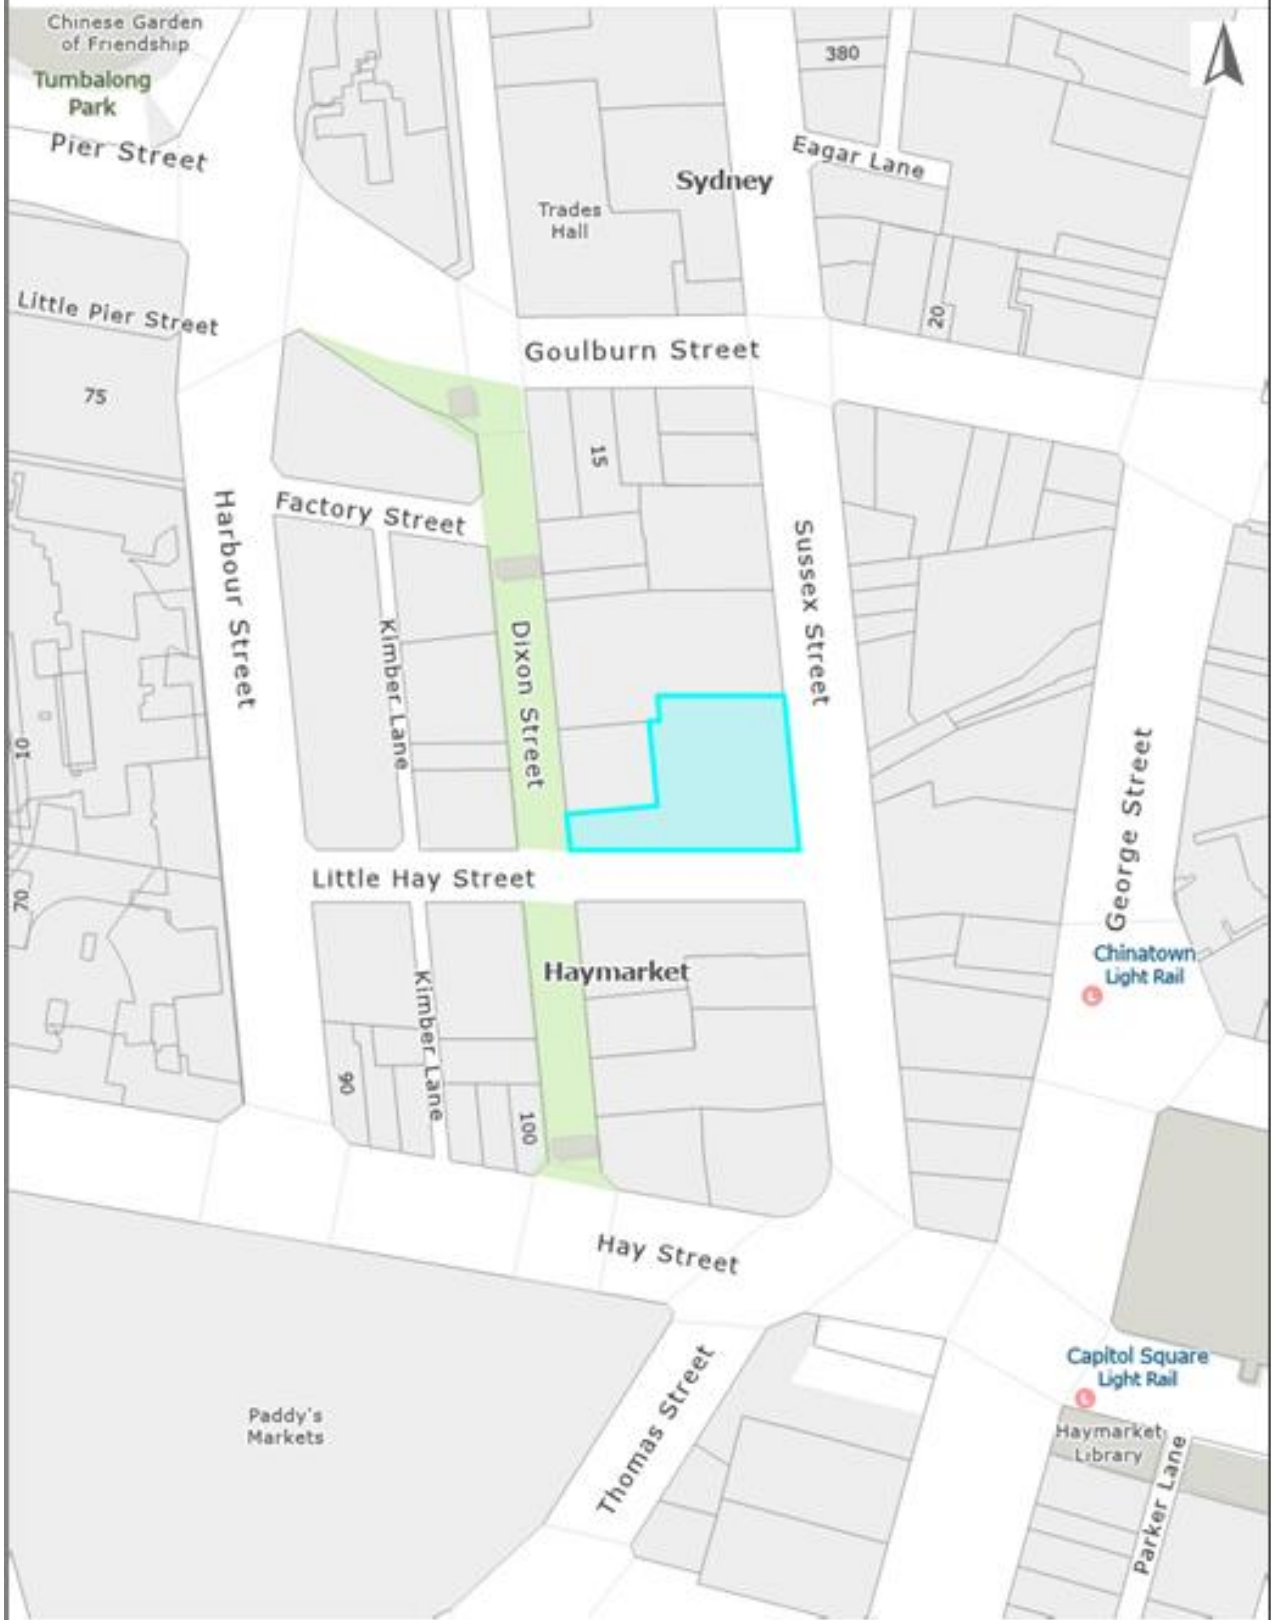 Chinese Garden
of Friendship
Tumbalong
Park
Pier Street
380
Eagar Lane
Sydney
Trades
Hall
Little Pier Street
20
Goulburn Street
75
15
Factory Street
Harbour Street
Sussex Street
Kimber Lane
Dixon Street
10
George Street
Little Hay Street
70
Chinatown
Light Rail
L
Haymarket
Kimber Lane
90
100
Hay Street
Capitol Square
Light Rail
L
Thomas Street
Paddy's
Markets
Haymarket
Library
Parker Lane